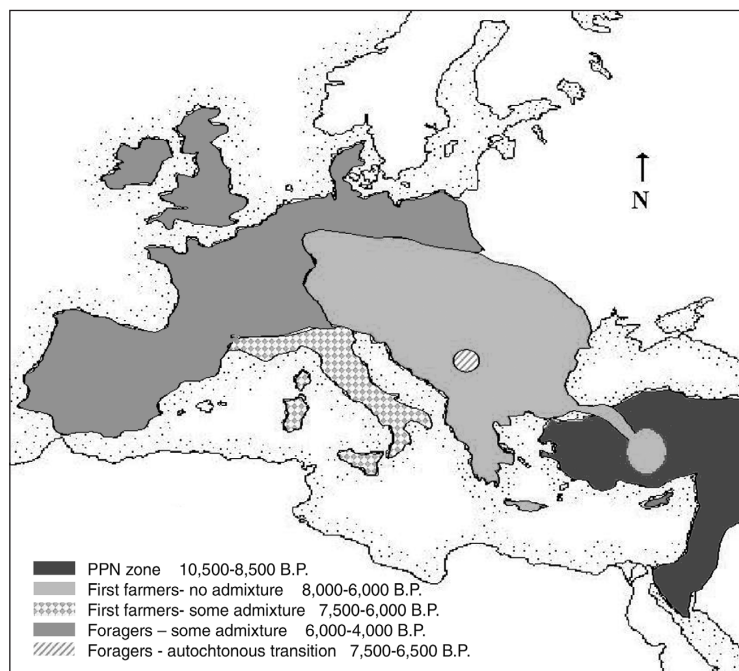 N
PPN zone 10,500-8,500 B.P.
First farmers- no admixture 8,000-6,000 B.P.
First farmers- some admixture 7,500-6,000 B.P.
Foragers – some admixture 6,000-4,000 B.P.
Foragers - autochtonous transition 7,500-6,500 B.P.